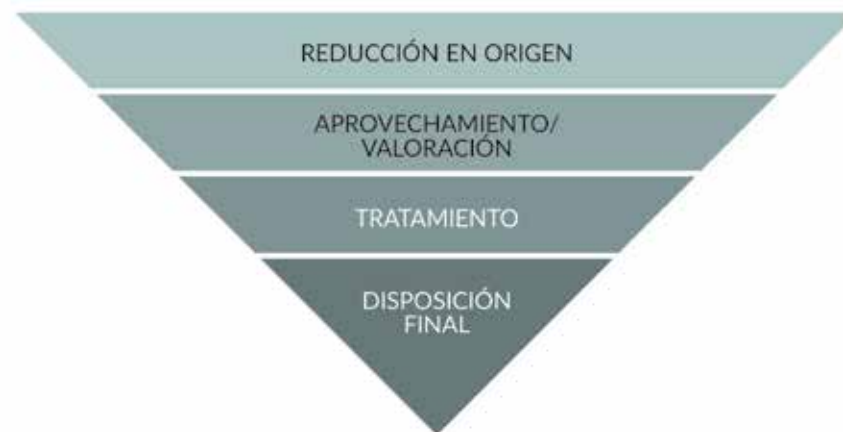 REDUCCIÓN EN ORIGEN
APROVECHAMIENTO/
VALORACIÓN
TRATAMIENTO
DISPOSICIÓN
FINAL